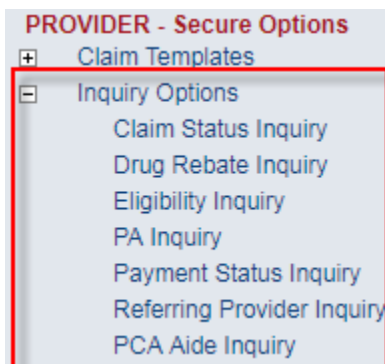 PROVIDER - Secure Options
Claim Templates
Inquiry Options
Claim Status Inquiry
Drug Rebate Inquiry
Eligibility Inquiry
PA Inquiry
Payment Status Inquiry
Referring Provider Inquiry
PCA Aide Inquiry